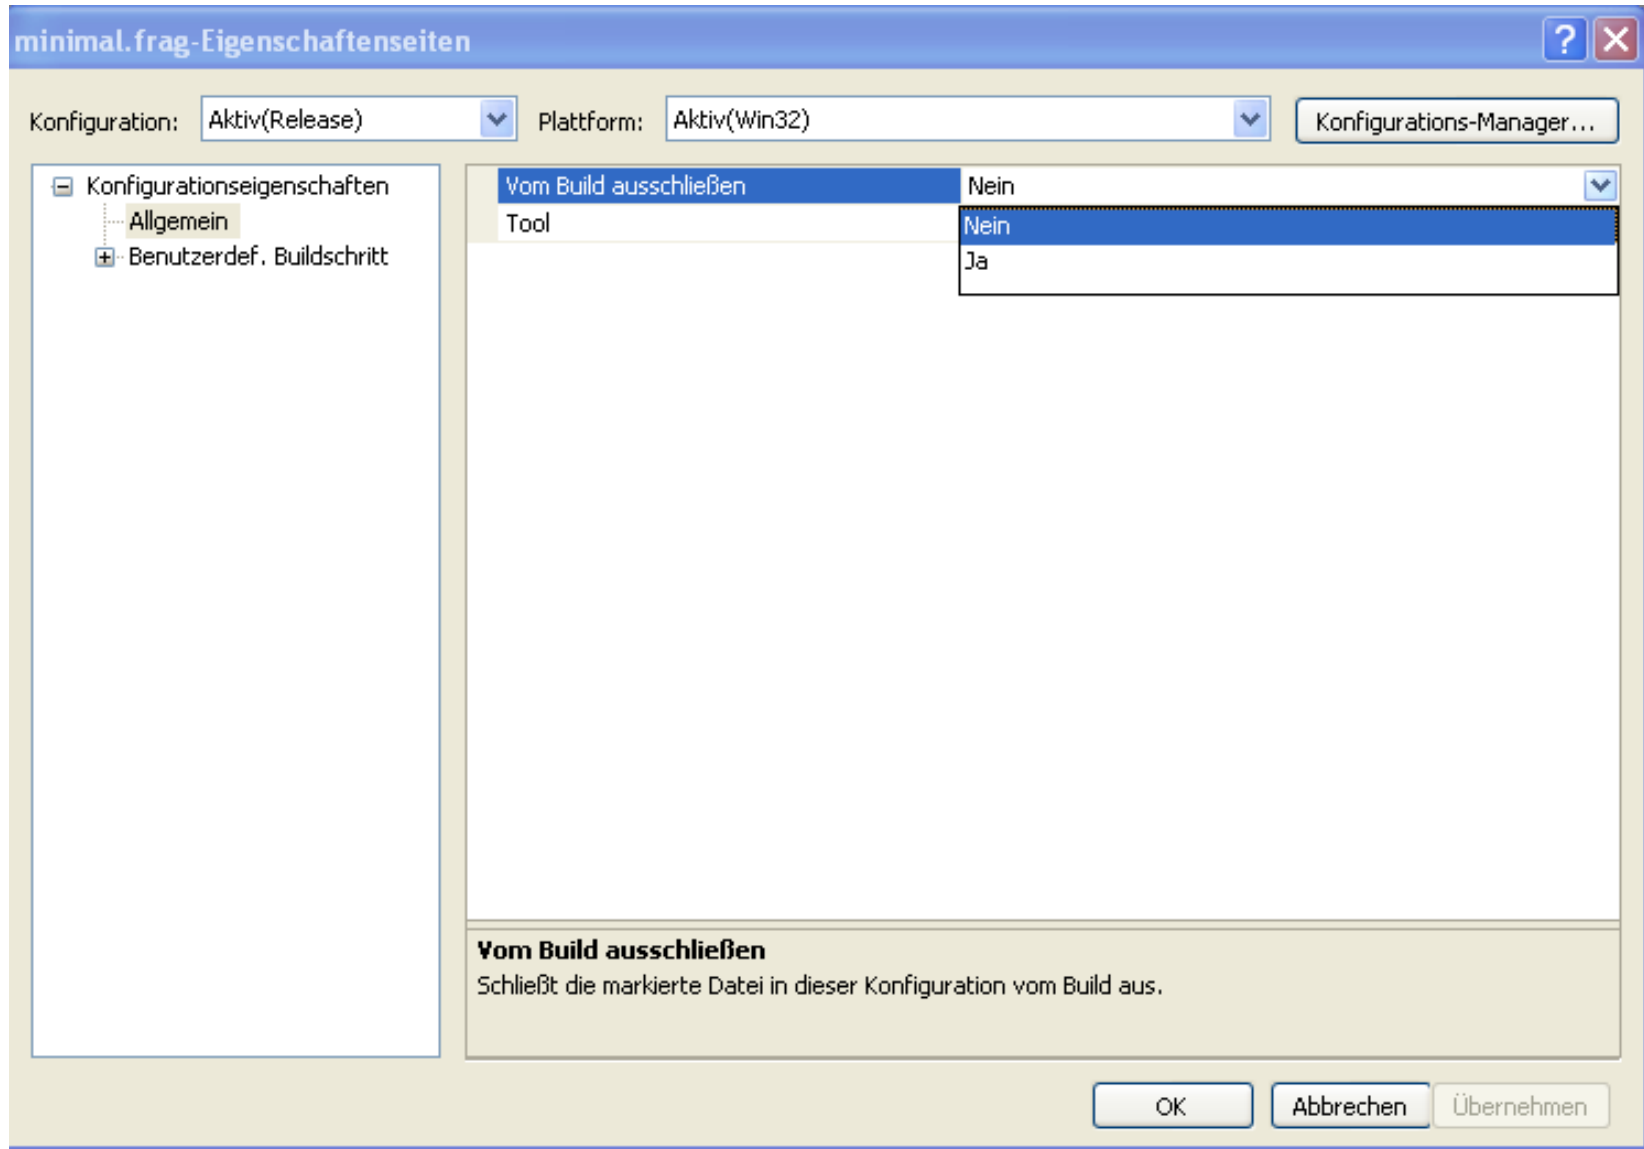 minimal.frag-Eigenschaftenseiten
Konfiguration: Aktiv(Release) Plattform: Aktiv(Win32) Konfigurations-Manager...
Konfigurationseigenschaften
Allgemein
Benutzerdef. Buildschritt
Vom Build ausschließen Nein
Tool
Nein
Ja
Vom Build ausschließen
Schließt die markierte Datei in dieser Konfiguration vom Build aus.
OK Abbrechen Übernehmen